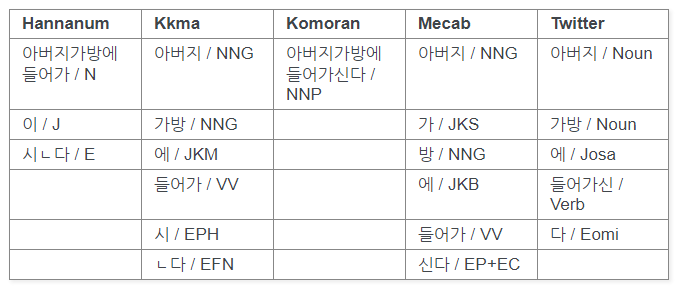 Hannanum Kkma Komoran Mecab Twitter
아버지가방에 아버지 / NNG 아버지가방에 아버지 / NNG 아버지 / Noun
들어가 / N 들어가신다 /
NNP
이 / J 가방 / NNG 가 / JKS 가방 / Noun
시ㄴ다 / E 에 / JKM 방 / NNG 에 / Josa
들어가 / VV 에 / JKB 들어가신 /
Verb
시 / EPH 들어가 / VV 다 / Eomi
ㄴ다 / EFN 신다 / EP+EC